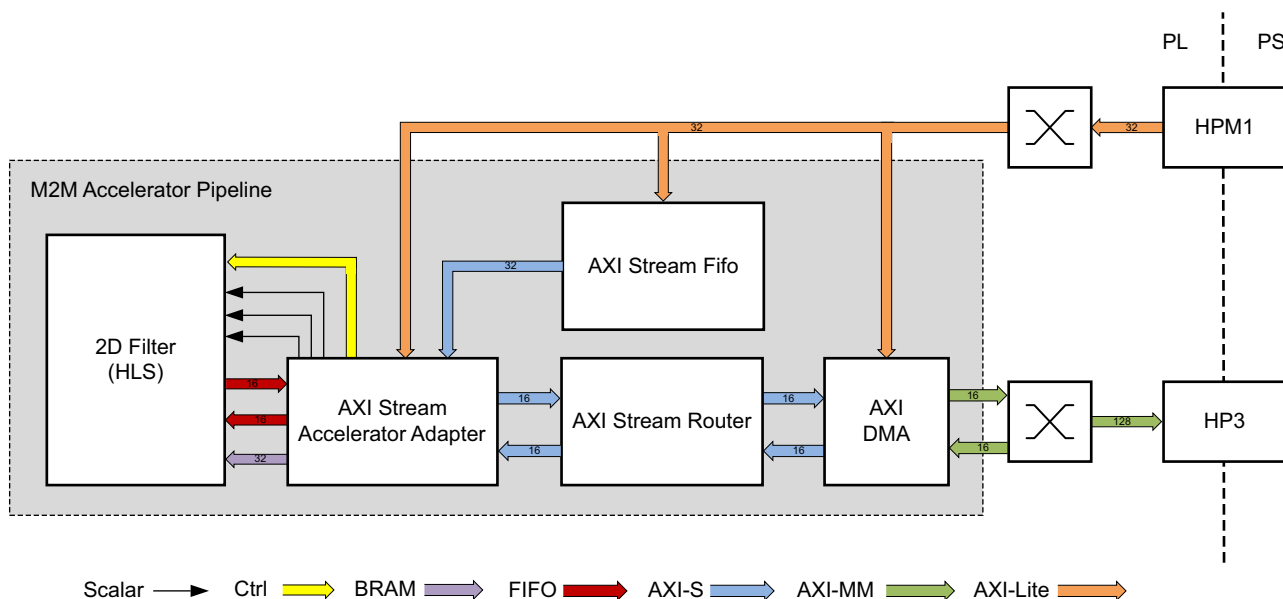 PL PS
HPM1
32
32
M2M Accelerator Pipeline
AXI Stream Fifo
32
2D Filter
(HLS)
16
16
32
AXI Stream
Accelerator Adapter
16
16
AXI Stream Router
16
16
AXI
DMA
16
16
128
HP3
Scalar Ctrl BRAM FIFO AXI-S AXI-MM AXI-Lite